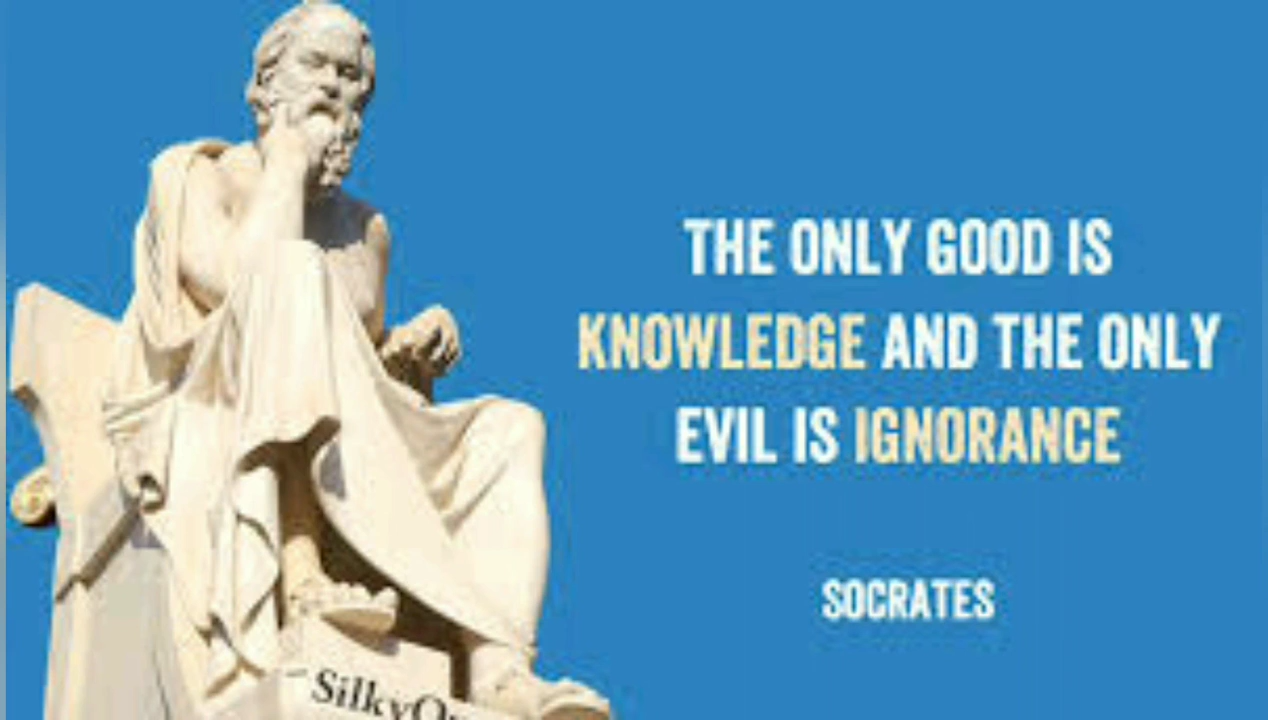 THE ONLY GOOD IS
KNOWLEDGE AND THE ONLY
EVIL IS IGNORANCE
SOCRATES